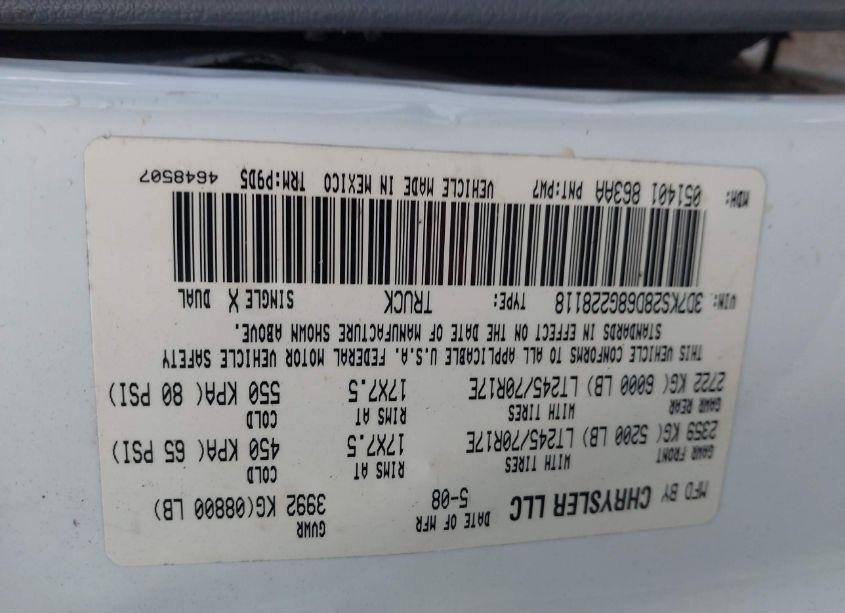 MFD BY CHRYSLER LLC DATE OF MFR 5-08 GVWR 3992 KG(08800 LB)
GAWR FRONT WITH TIRES RIMS AT COLD
2359 KG( 5200 LB) LT245/70R17E 17X7.5 450 KPA( 65 PSI)
GAWR REAR WITH TIRES RIMS AT COLD
2722 KG( 6000 LB) LT245/70R17E 17X7.5 550 KPA( 80 PSI)
THIS VEHICLE CONFORMS TO ALL APPLICABLE U.S.A. FEDERAL MOTOR VEHICLE SAFETY
STANDARDS IN EFFECT ON THE DATE OF MANUFACTURE SHOWN ABOVE.
VIN: 3D7KS28D68G228118 TYPE: TRUCK SINGLE X DUAL
MDH: 051401 863AA PNT:PW7 VEHICLE MADE IN MEXICO TRM:P9D5 4648507